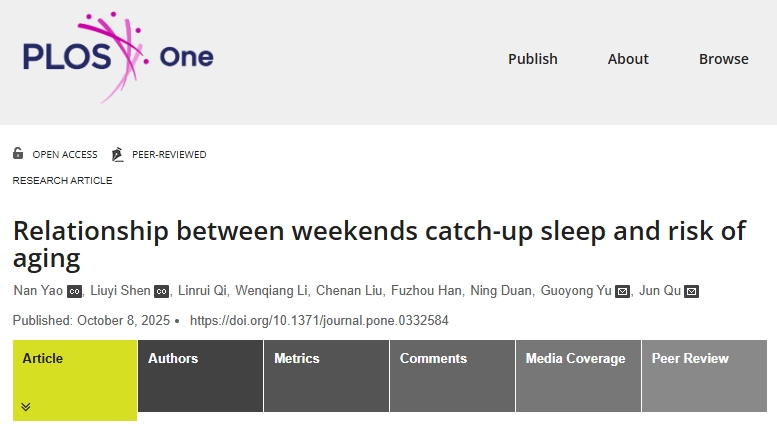 PLOS One
Publish About Browse
OPEN ACCESS PEER-REVIEWED
RESEARCH ARTICLE
Relationship between weekends catch-up sleep and risk of
aging
Nan Yao co, Liuyi Shen co, Linrui Qi, Wenqiang Li, Chenan Liu, Fuzhou Han, Ning Duan, Guoyong Yu, Jun Qu
Published: October 8, 2025 • https://doi.org/10.1371/journal.pone.0332584
Article Authors Metrics Comments Media Coverage Peer Review